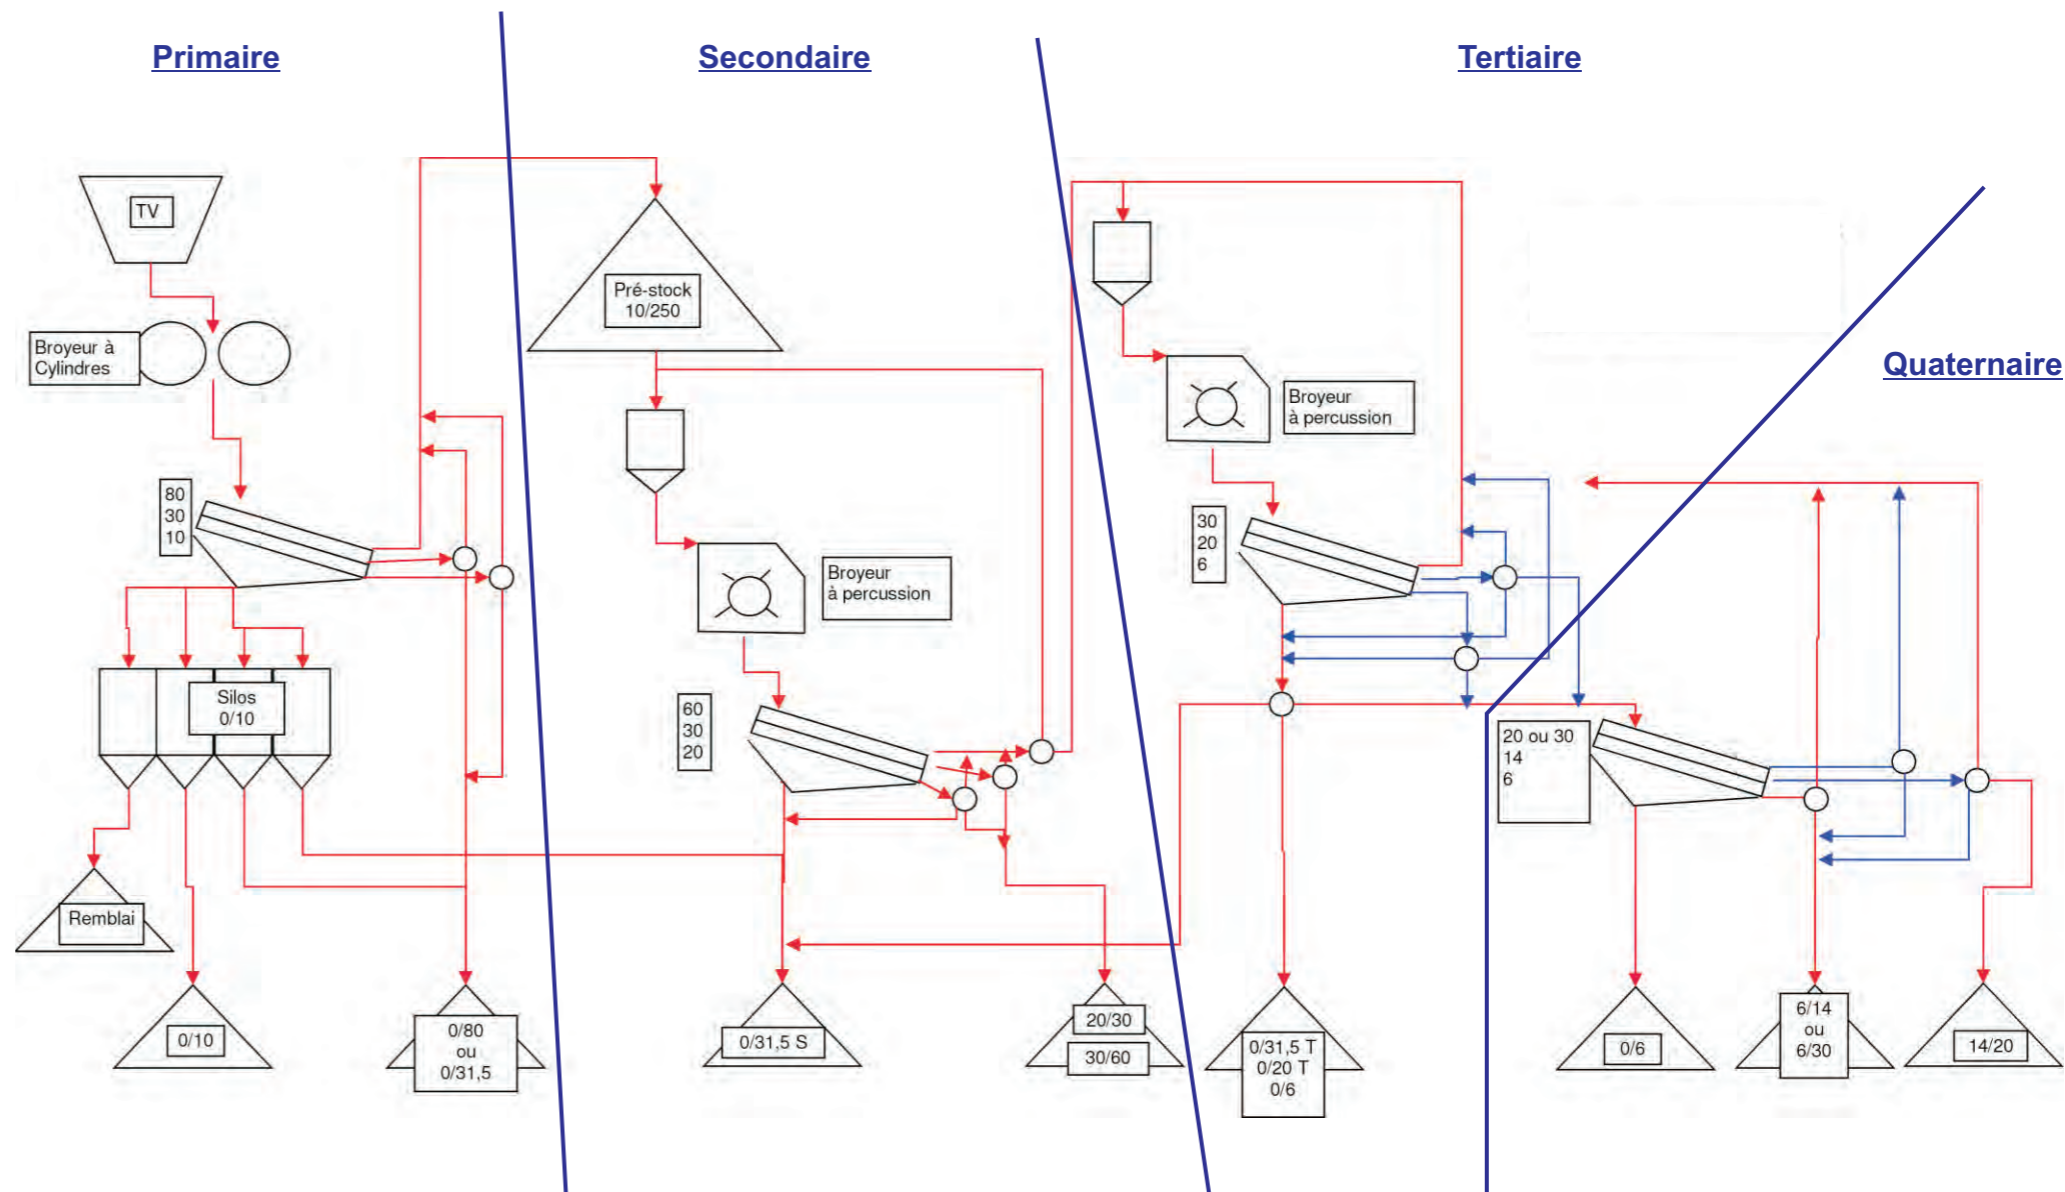 Primaire
Secondaire
Tertiaire
Quaternaire
TV
Broyeur à
Cylindres
80
30
10
Silos
0/10
Remblai
0/10
0/80
ou
0/31,5
Pré-stock
10/250
Broyeur
à percussion
60
30
20
0/31,5 S
20/30
30/60
Broyeur
à percussion
30
20
6
0/31,5 T
0/20 T
0/6
20 ou 30
14
6
0/6
6/14
ou
6/30
14/20